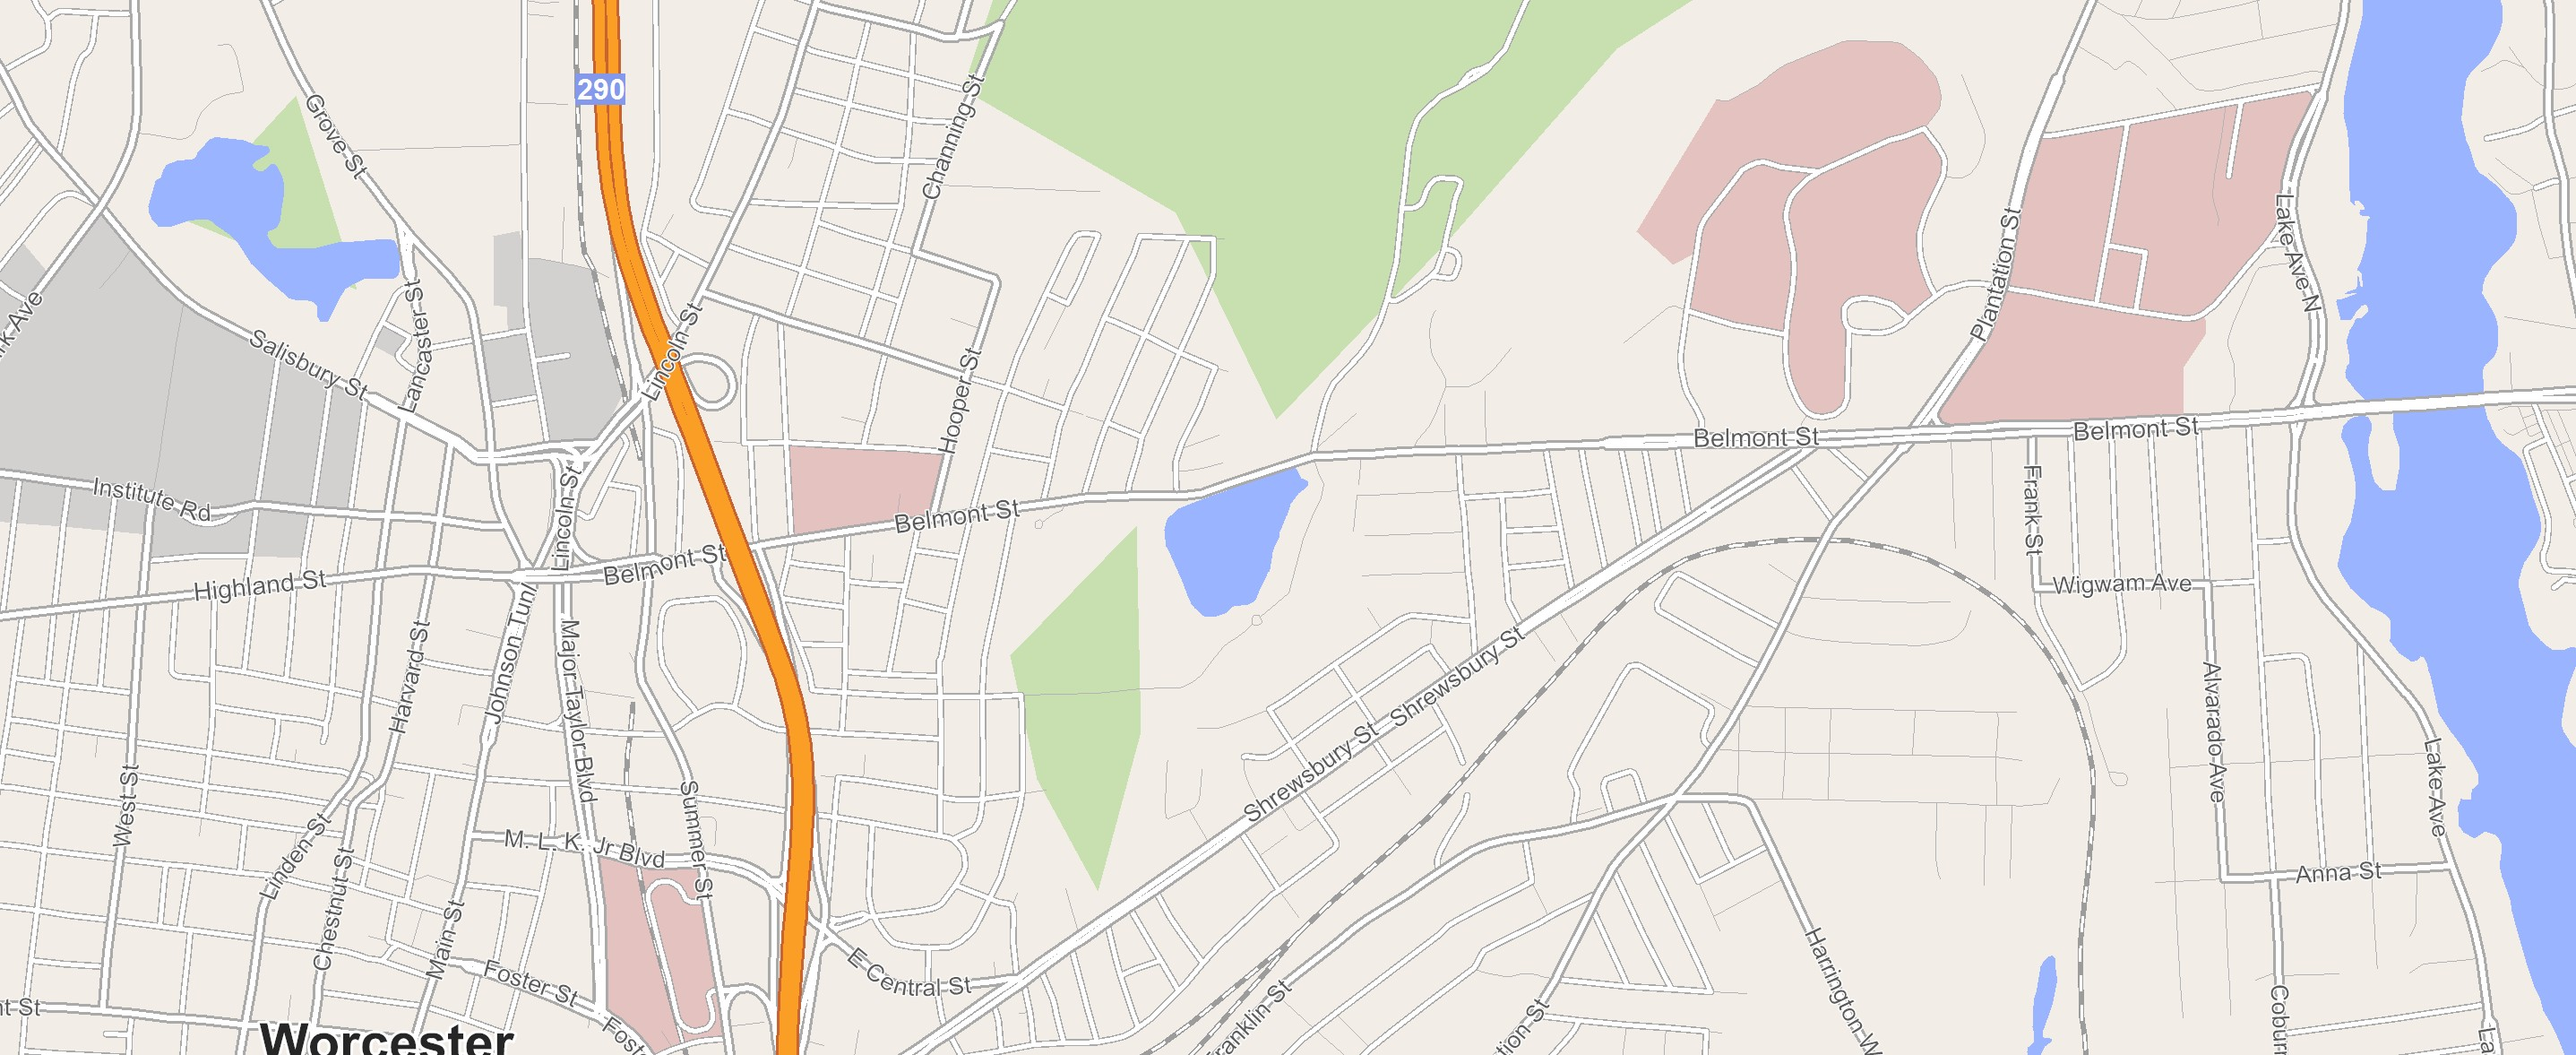 290
Grove St
Channing St
Lake Ave N
Plantation St
Lancaster St
Lincoln St
Salisbury St
Hooper St
Belmont St
Belmont St
Institute Rd
Lincoln St
Belmont St
Frank St
Belmont St
Highland St
Wigwam Ave
Johnson Tunl
Harvard St
Major Taylor Blvd
Shrewsbury St
Shrewsbury St
Alvarado Ave
West St
Summer St
Lake Ave
Linden St
M. L. K. Jr Blvd
Chestnut St
Anna St
Main St
Foster St
E Central St
Harrington W
Franklin St
Coburn
Worcester